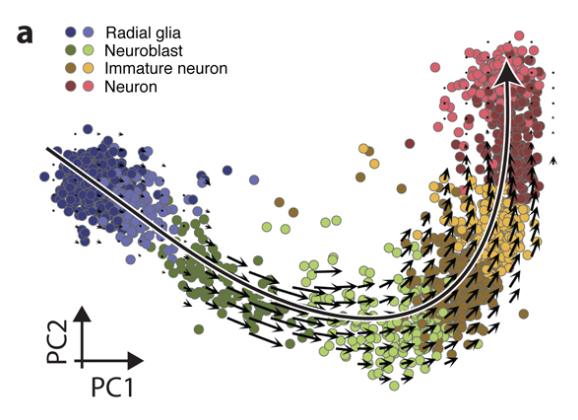 a
Radial glia
Neuroblast
Immature neuron
Neuron
PC2
PC1